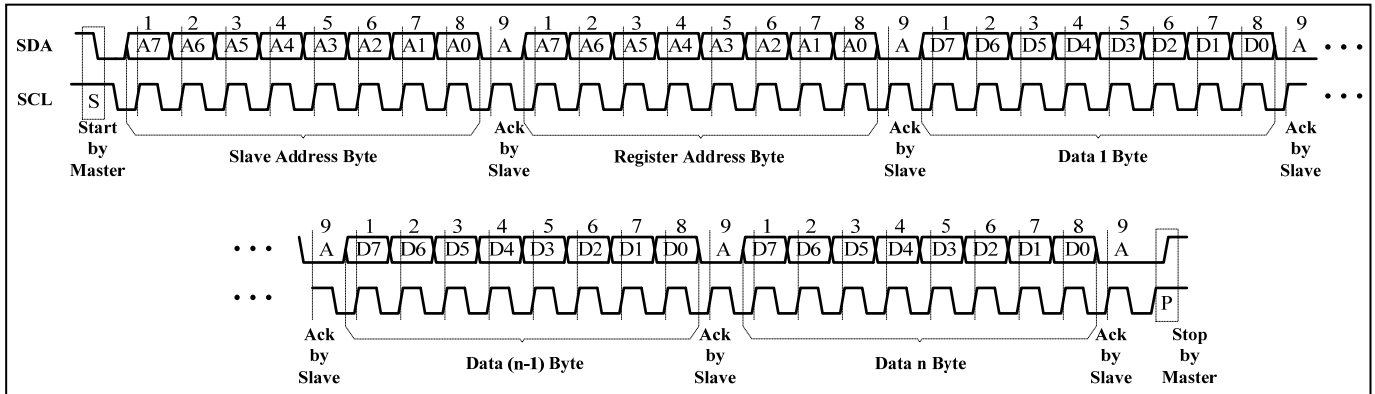 1 2 3 4 5 6 7 8 9 1 2 3 4 5 6 7 8 9 1 2 3 4 5 6 7 8 9
SDA A7 A6 A5 A4 A3 A2 A1 A0 A A7 A6 A5 A4 A3 A2 A1 A0 A D7 D6 D5 D4 D3 D2 D1 D0 A • • •
SCL S • • •
Start by Master
Slave Address Byte
Ack by Slave
Register Address Byte
Ack by Slave
Data 1 Byte
Ack by Slave
9 1 2 3 4 5 6 7 8 9 1 2 3 4 5 6 7 8 9
• • • A D7 D6 D5 D4 D3 D2 D1 D0 A D7 D6 D5 D4 D3 D2 D1 D0 A
• • • P
Ack by Slave
Data (n-1) Byte
Ack by Slave
Data n Byte
Ack by Slave
Stop by Master